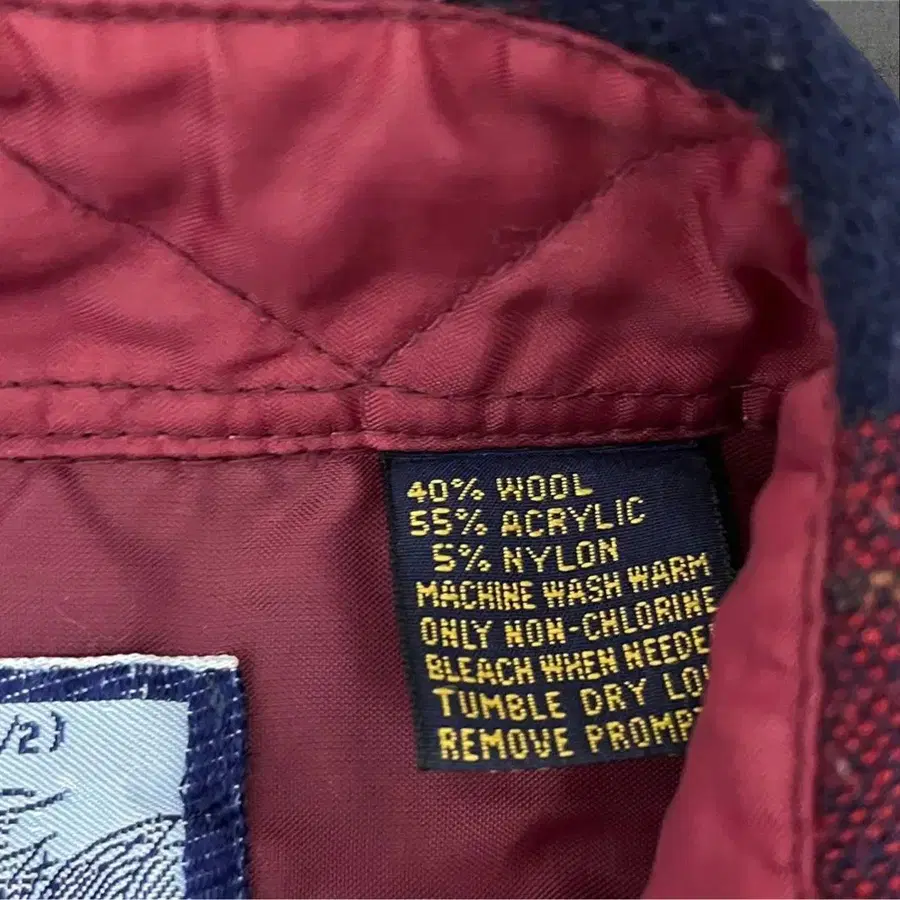 40% WOOL
55% ACRYLIC
5% NYLON
MACHINE WASH WARM
ONLY NON-CHLORINE
BLEACH WHEN NEEDE
TUMBLE DRY LO
REMOVE PROMP
/2)